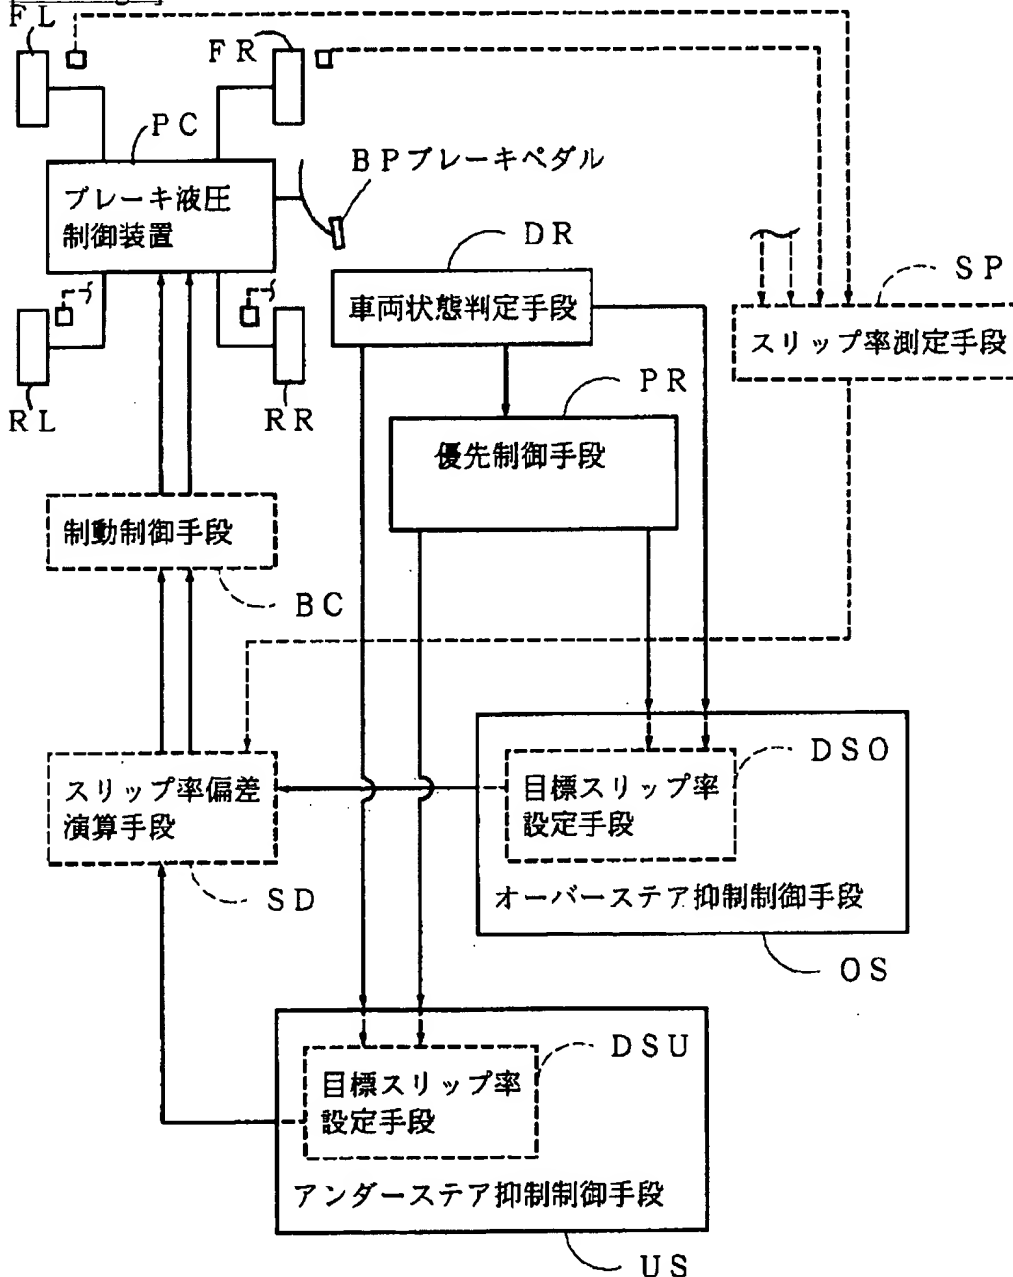 FL
FR
PC
BPブレーキペダル
ブレーキ液圧
制御装置
DR
SP
車両状態判定手段
スリップ率測定手段
PR
RL
RR
優先制御手段
制動制御手段
BC
DSO
スリップ率偏差
演算手段
目標スリップ率
設定手段
SD
オーバーステア抑制制御手段
OS
DSU
目標スリップ率
設定手段
アンダーステア抑制制御手段
US